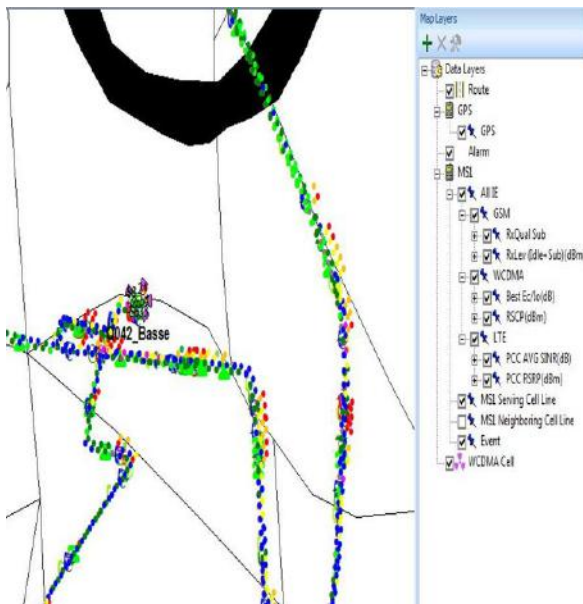 Map Layers
Data Layers
Route
GPS
GPS
Alarm
MS1
All IE
GSM
RxQual Sub
RxLev (Idle+Sub)(dBm)
WCDMA
Best Ec/Io(dB)
RSCP(dBm)
LTE
PCC AVG SINR(dB)
PCC RSRP(dBm)
MS1 Serving Cell Line
MS1 Neighboring Cell Line
Event
WCDMA Cell
042_Basse